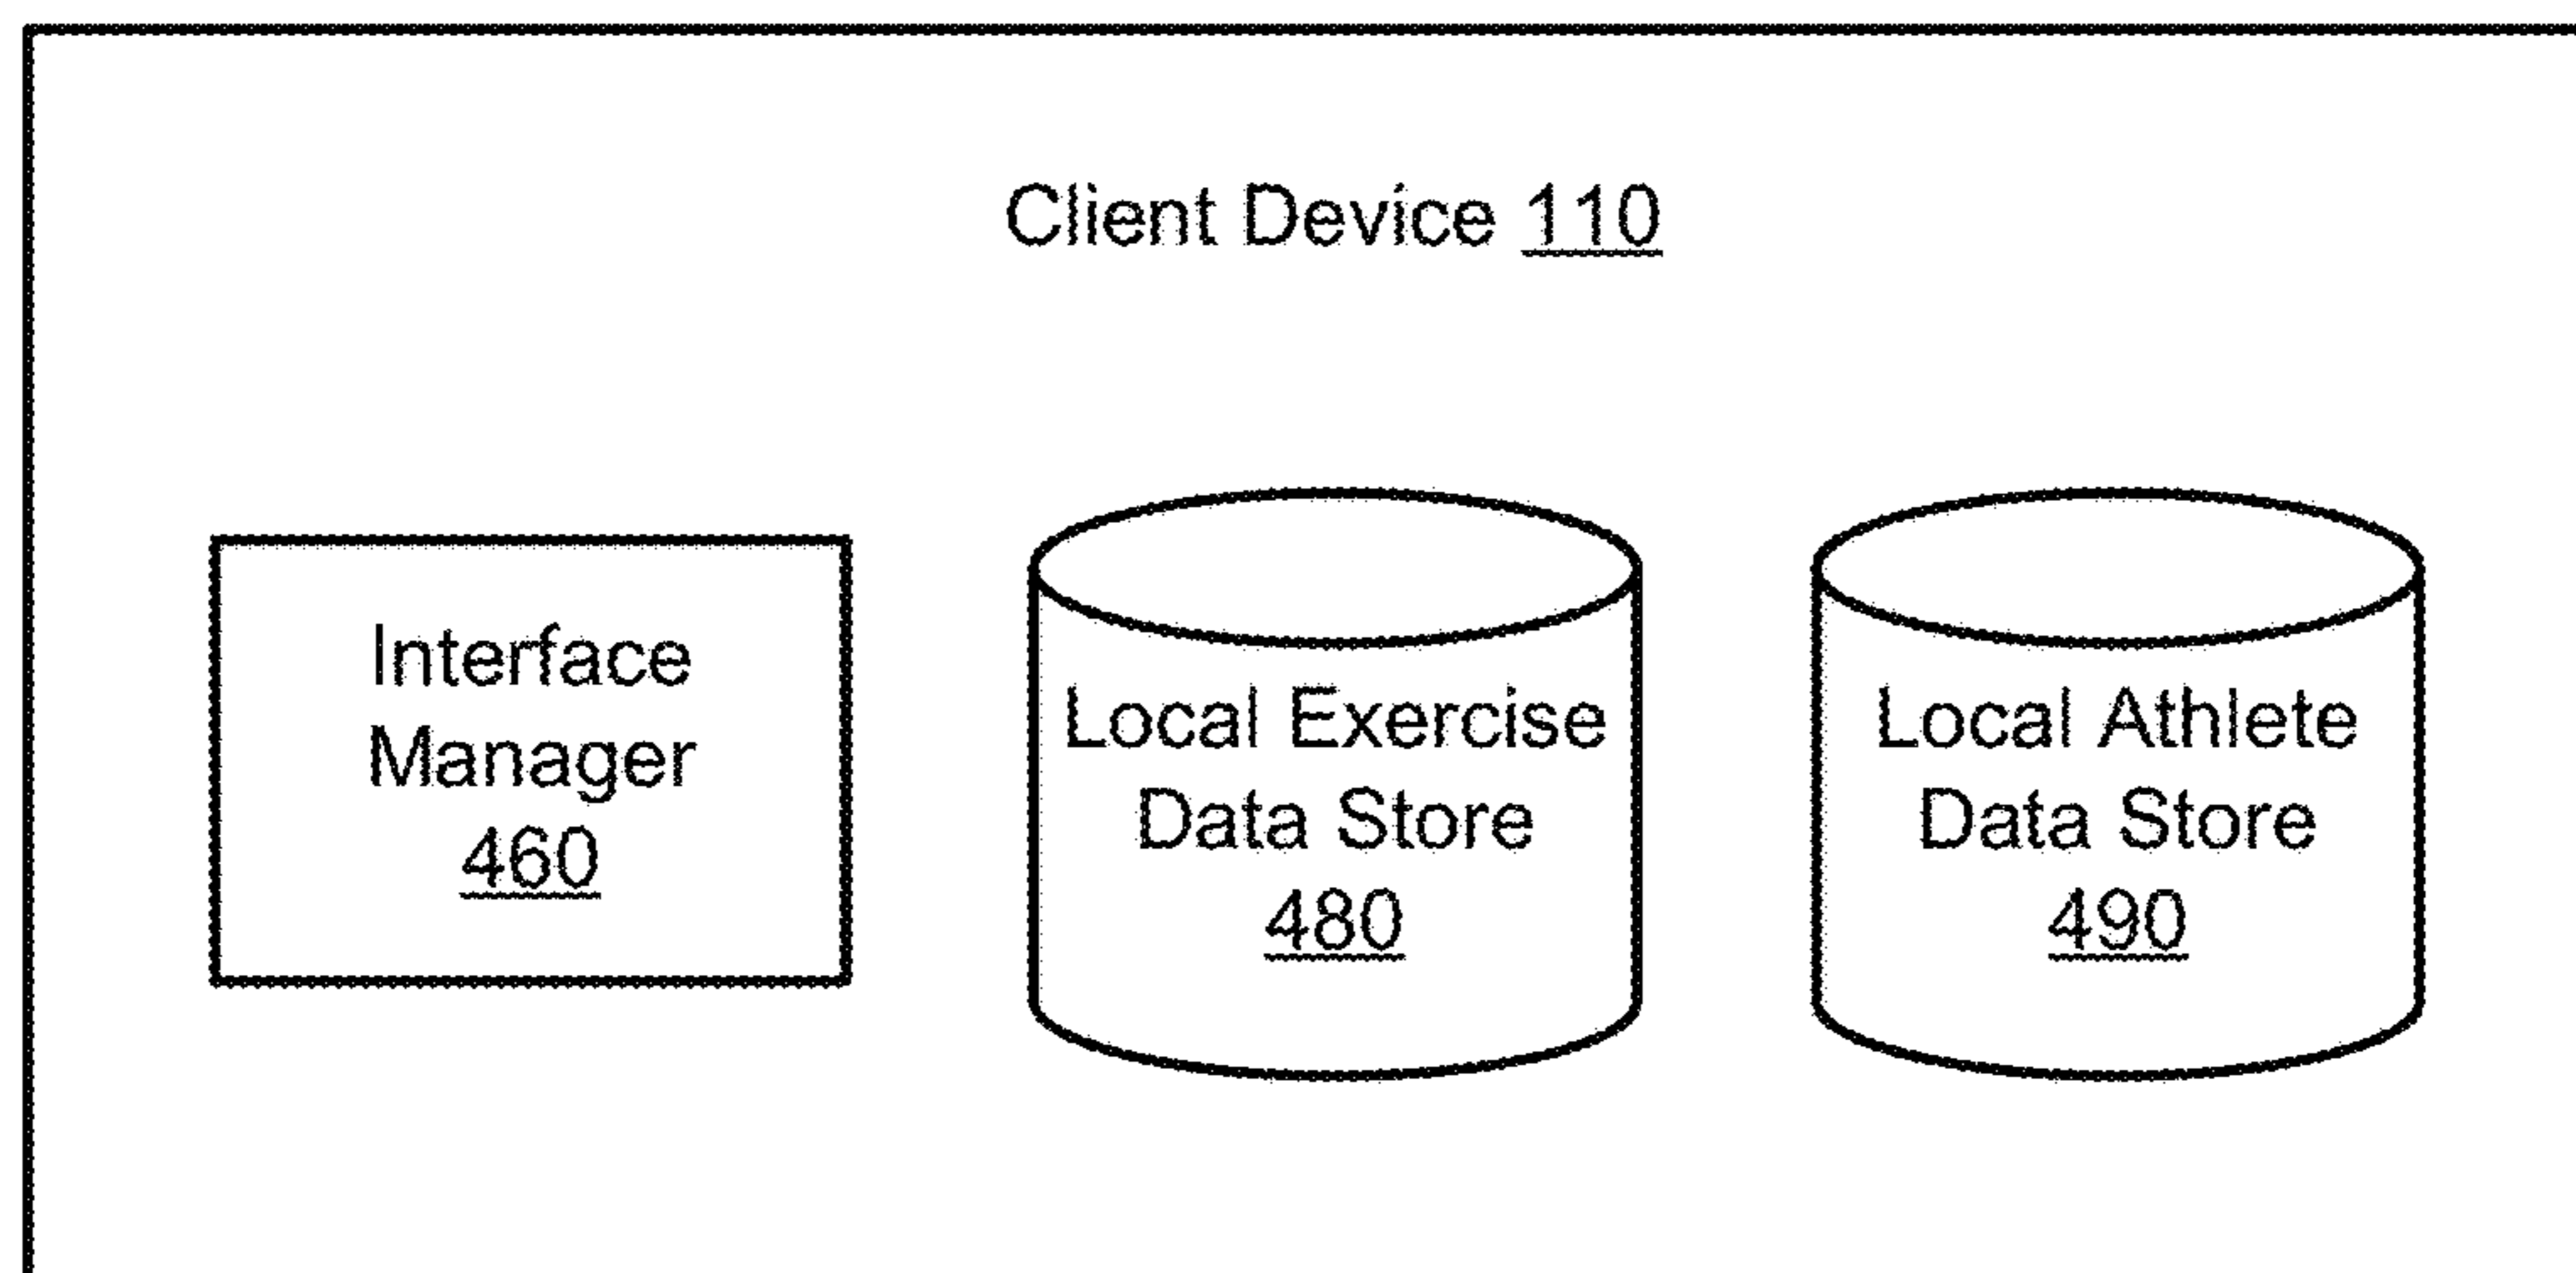 Client Device 110
Interface
Manager
460
Local Exercise
Data Store
480
Local Athlete
Data Store
490